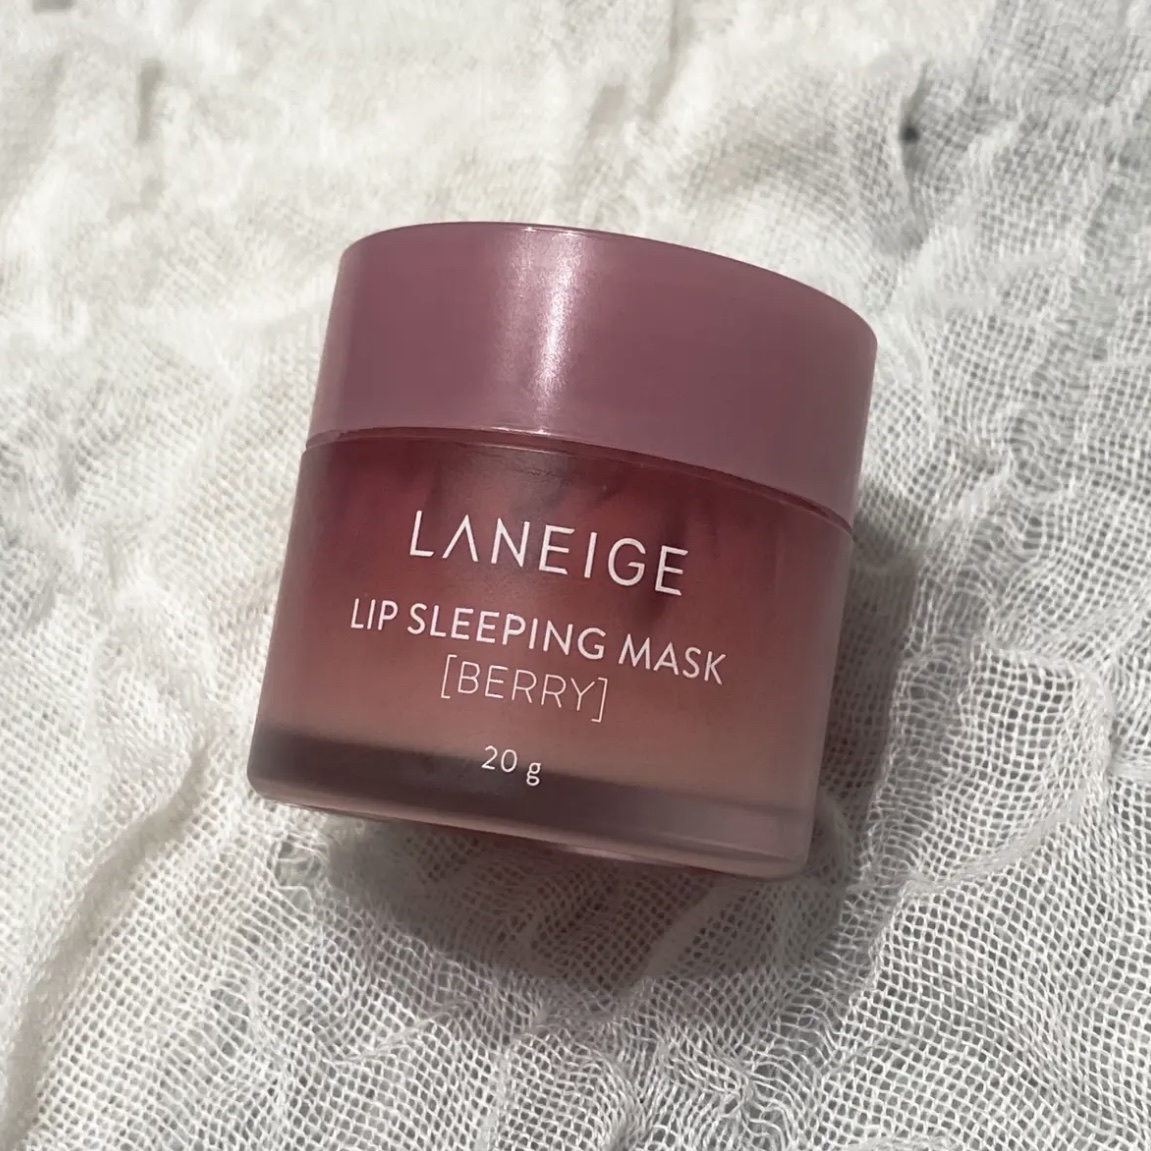 LANEIGE
LIP SLEEPING MASK
[BERRY]
20 g